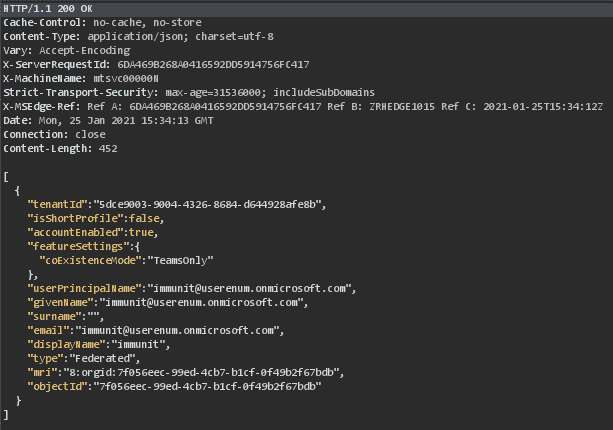 HTTP/1.1 200 OK
Cache-Control: no-cache, no-store
Content-Type: application/json; charset=utf-8
Vary: Accept-Encoding
X-ServerRequestId: 6DA469B268A0416592DD5914756FC417
X-MachineName: mtsvc00000N
Strict-Transport-Security: max-age=31536000; includeSubDomains
X-MSEdge-Ref: Ref A: 6DA469B268A0416592DD5914756FC417 Ref B: ZRHEDGE1015 Ref C: 2021-01-25T15:34:12Z
Date: Mon, 25 Jan 2021 15:34:13 GMT
Connection: close
Content-Length: 452

[
  {
    "tenantId":"5dce9003-9004-4326-8684-d644928afe8b",
    "isShortProfile":false,
    "accountEnabled":true,
    "featureSettings":{
      "coExistenceMode":"TeamsOnly"
    },
    "userPrincipalName":"immunit@userenum.onmicrosoft.com",
    "givenName":"immunit@userenum.onmicrosoft.com",
    "surname":"",
    "email":"immunit@userenum.onmicrosoft.com",
    "displayName":"immunit",
    "type":"Federated",
    "mri":"8:orgid:7f056eec-99ed-4cb7-b1cf-0f49b2f67bdb",
    "objectId":"7f056eec-99ed-4cb7-b1cf-0f49b2f67bdb"
  }
]